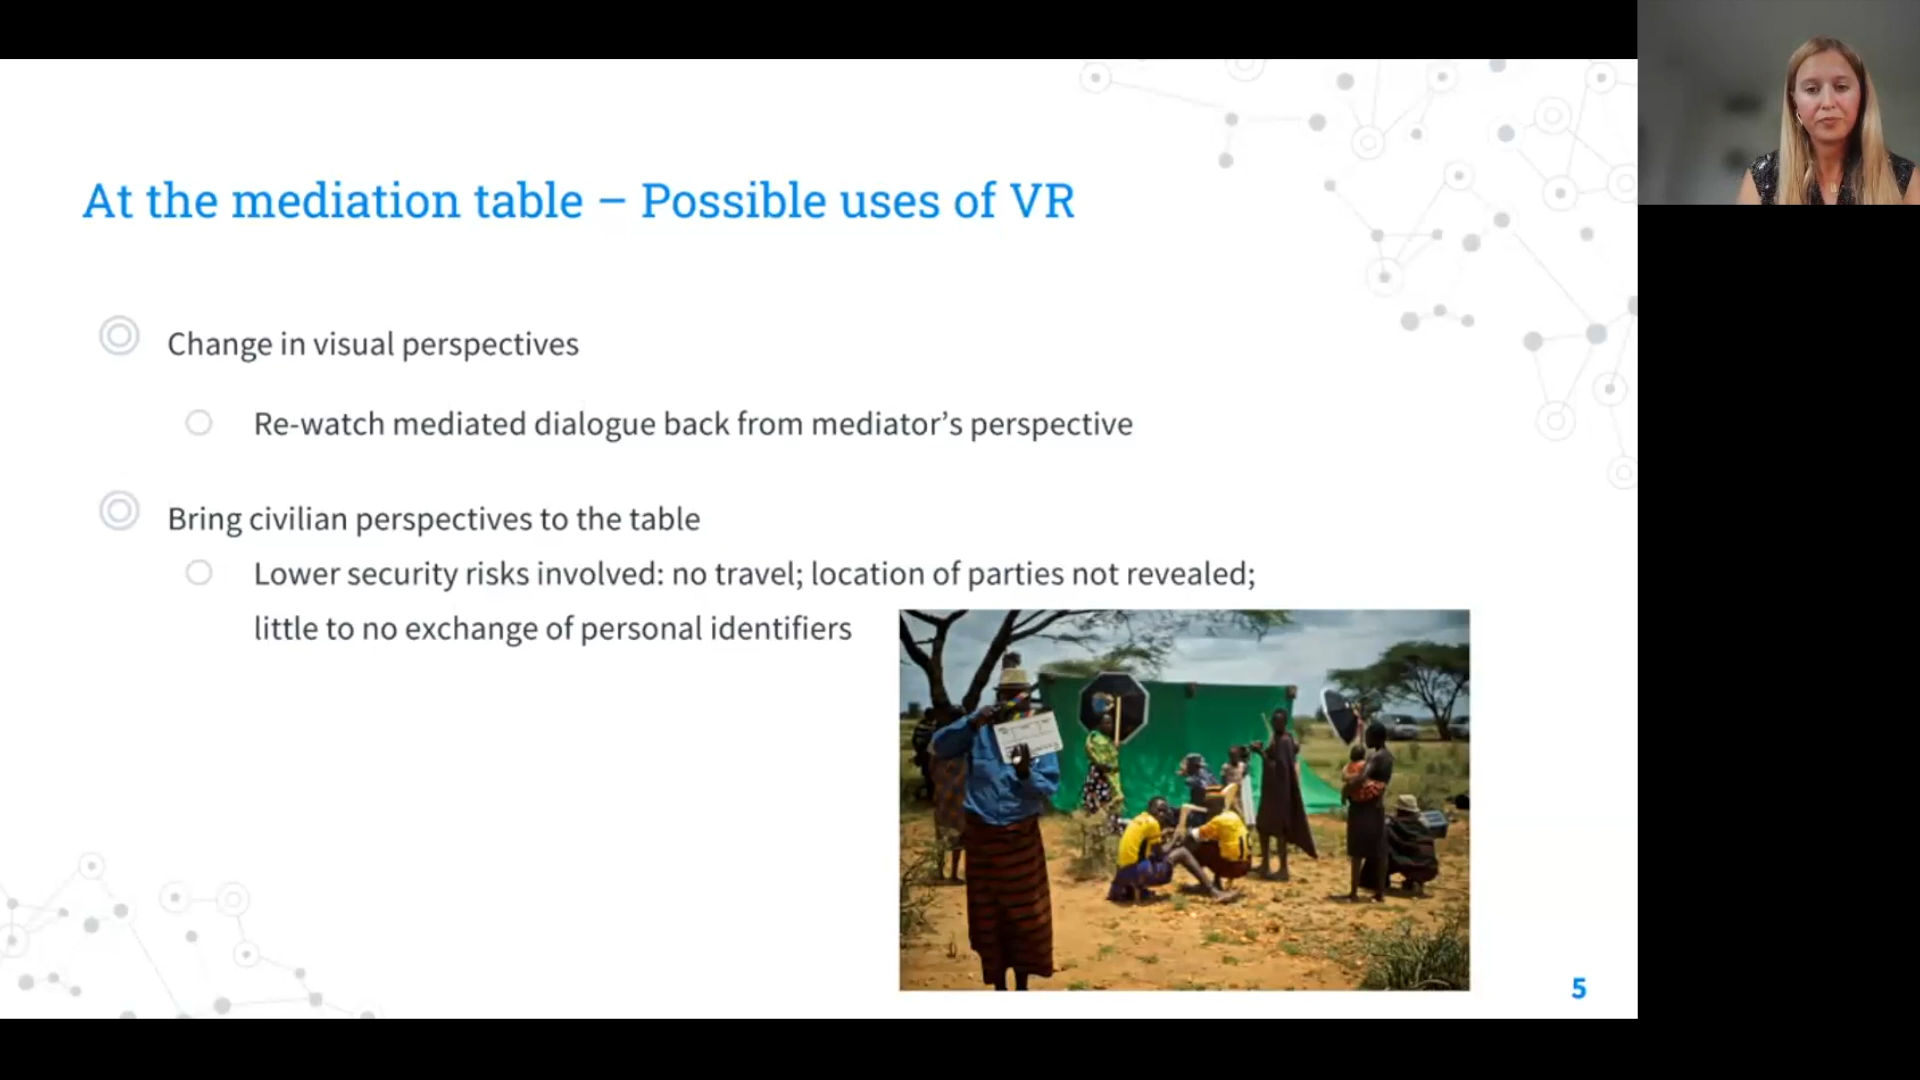 At the mediation table – Possible uses of VR
Change in visual perspectives
Re-watch mediated dialogue back from mediator’s perspective
Bring civilian perspectives to the table
Lower security risks involved: no travel; location of parties not revealed;
little to no exchange of personal identifiers
5